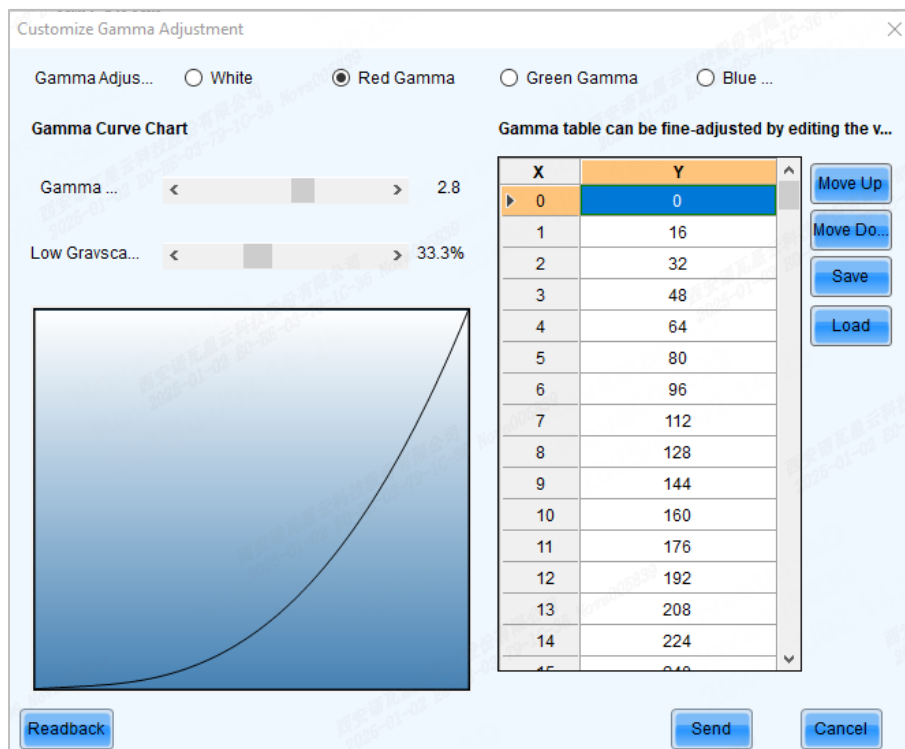 Customize Gamma Adjustment
Gamma Adjus... White Red Gamma Green Gamma Blue ...
Gamma Curve Chart
Gamma table can be fine-adjusted by editing the v...
Gamma ... 2.8
Low Graysca... 33.3%
X Y
0 0
1 16
2 32
3 48
4 64
5 80
6 96
7 112
8 128
9 144
10 160
11 176
12 192
13 208
14 224
Move Up
Move Do...
Save
Load
Readback
Send
Cancel